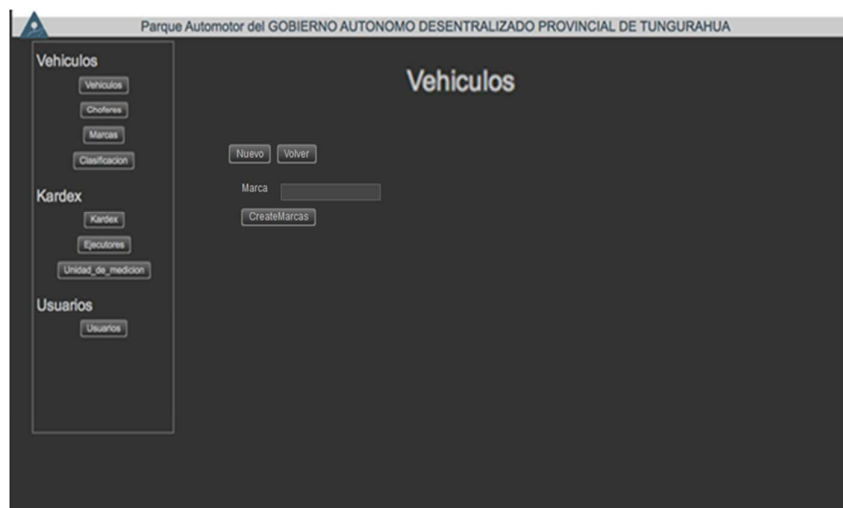 Parque Automotor del GOBIERNO AUTONOMO DESENTRALIZADO PROVINCIAL DE TUNGURAHUA
Vehiculos
Vehiculos
Choferes
Marcas
Clasificacion
Kardex
Kardex
Ejecutores
Unidad_de_medicion
Usuarios
Usuarios
Vehiculos
Nuevo Volver
Marca
CreateMarcas